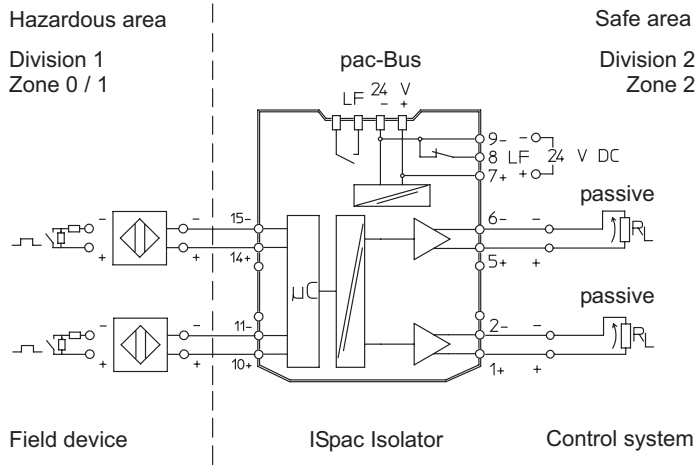 Hazardous area
Safe area
Division 1
Zone 0 / 1
pac-Bus
Division 2
Zone 2
LF 24 V
- +
9- -
8 LF 24 V DC
7+ +
passive
- - 15- 6- - RL
+ + 14+ 5+ +
µC
passive
- - 11- 2- - RL
+ + 10+ 1+ +
Field device
ISpac Isolator
Control system